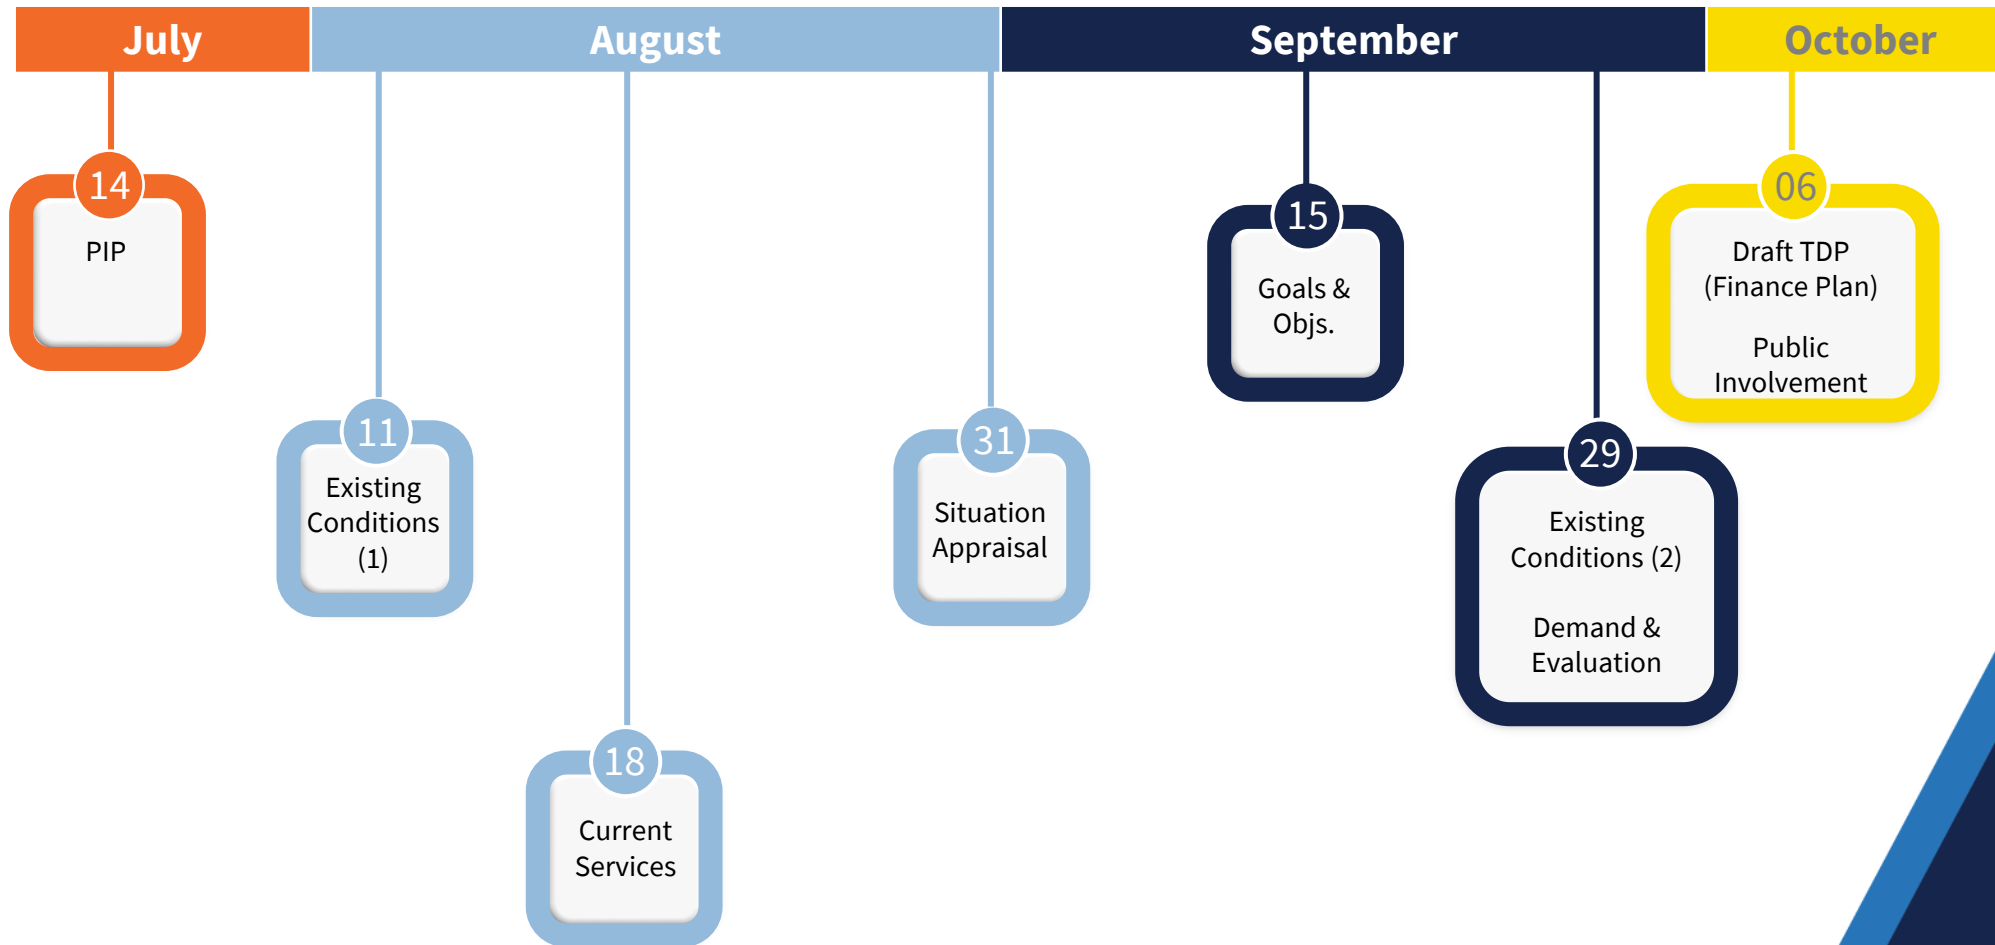 July
August
September
October
14
PIP
11
Existing
Conditions
(1)
18
Current
Services
31
Situation
Appraisal
15
Goals &
Objs.
29
Existing
Conditions (2)
Demand &
Evaluation
06
Draft TDP
(Finance Plan)
Public
Involvement